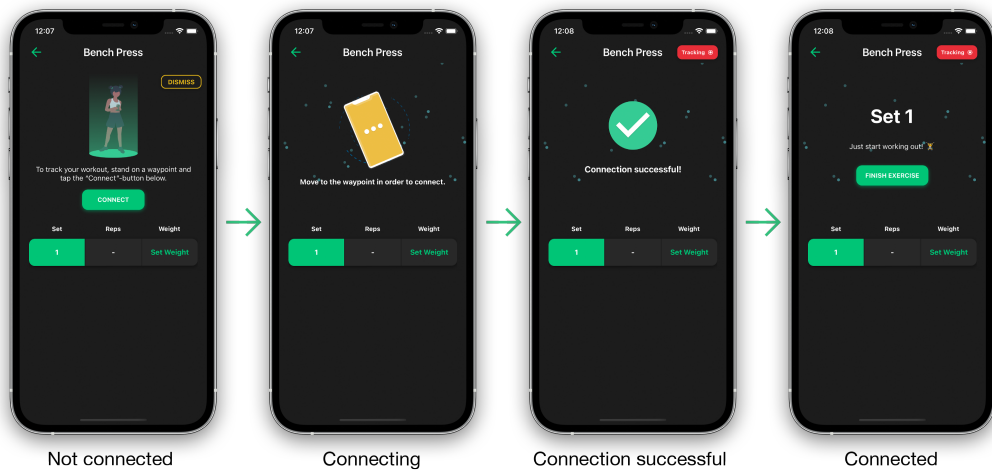 12:07
Bench Press
DISMISS
To track your workout, stand on a waypoint and
tap the "Connect"-button below.
CONNECT
Set Reps Weight
1 - Set Weight
Not connected
12:07
Bench Press
Move to the waypoint in order to connect.
Set Reps Weight
1 - Set Weight
Connecting
12:08
Bench Press
Tracking
Connection successful!
Set Reps Weight
1 - Set Weight
Connection successful
12:08
Bench Press
Tracking
Set 1
Just start working out! 🏋️
FINISH EXERCISE
Set Reps Weight
1 - Set Weight
Connected